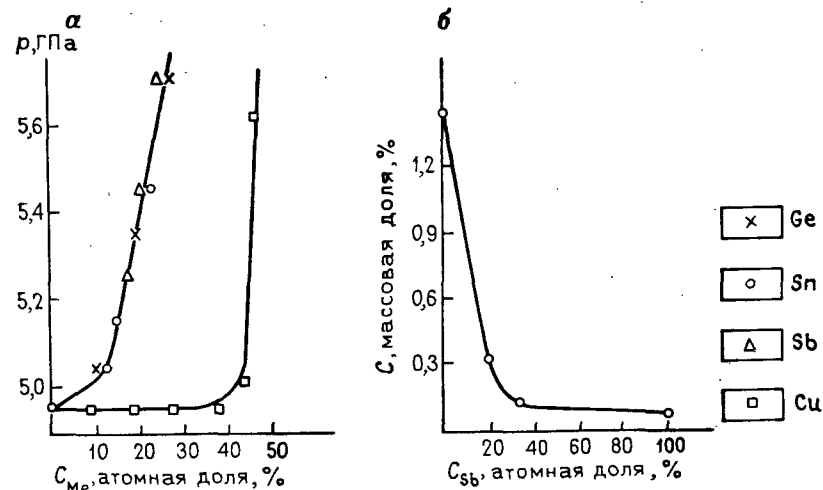 а
р,ГПа
5,6
5,4
5,2
5,0
10 20 30 40 50
C_Me, атомная доля, %
б
C, массовая доля, %
1,2
0,9
0,6
0,3
20 40 60 80 100
C_Sb, атомная доля, %
Ge
Sn
Sb
Cu